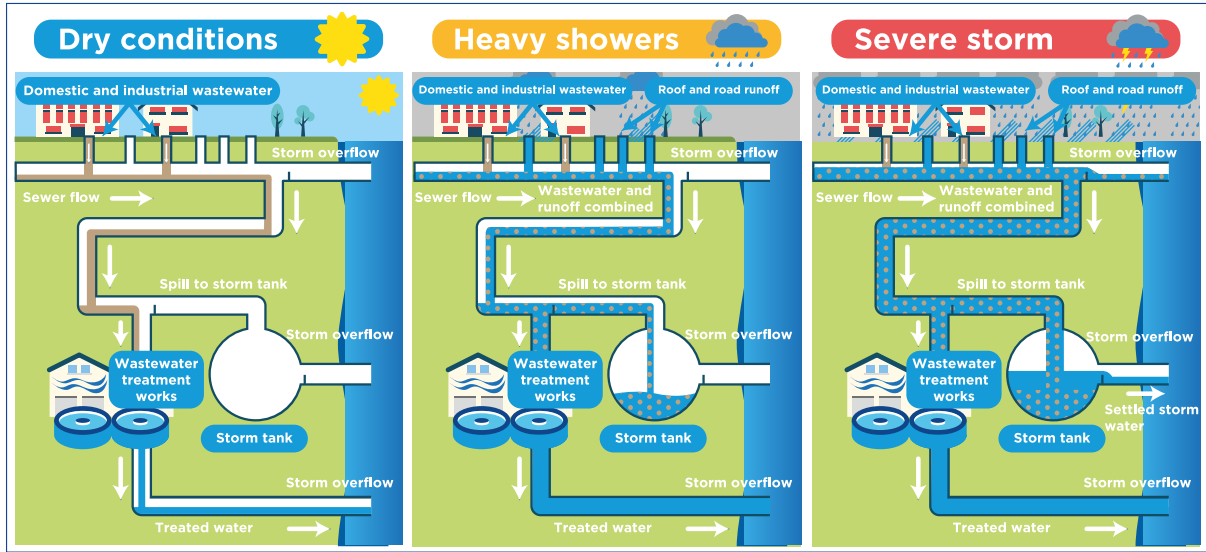 Dry conditions
Domestic and industrial wastewater
Storm overflow
Sewer flow
Spill to storm tank
Storm overflow
Wastewater
treatment
works
Storm tank
Storm overflow
Treated water
Heavy showers
Domestic and industrial wastewater
Roof and road runoff
Storm overflow
Sewer flow
Wastewater and
runoff combined
Spill to storm tank
Storm overflow
Wastewater
treatment
works
Storm tank
Storm overflow
Treated water
Severe storm
Domestic and industrial wastewater
Roof and road runoff
Storm overflow
Sewer flow
Wastewater and
runoff combined
Spill to storm tank
Storm overflow
Wastewater
treatment
works
Settled storm
water
Storm tank
Storm overflow
Treated water